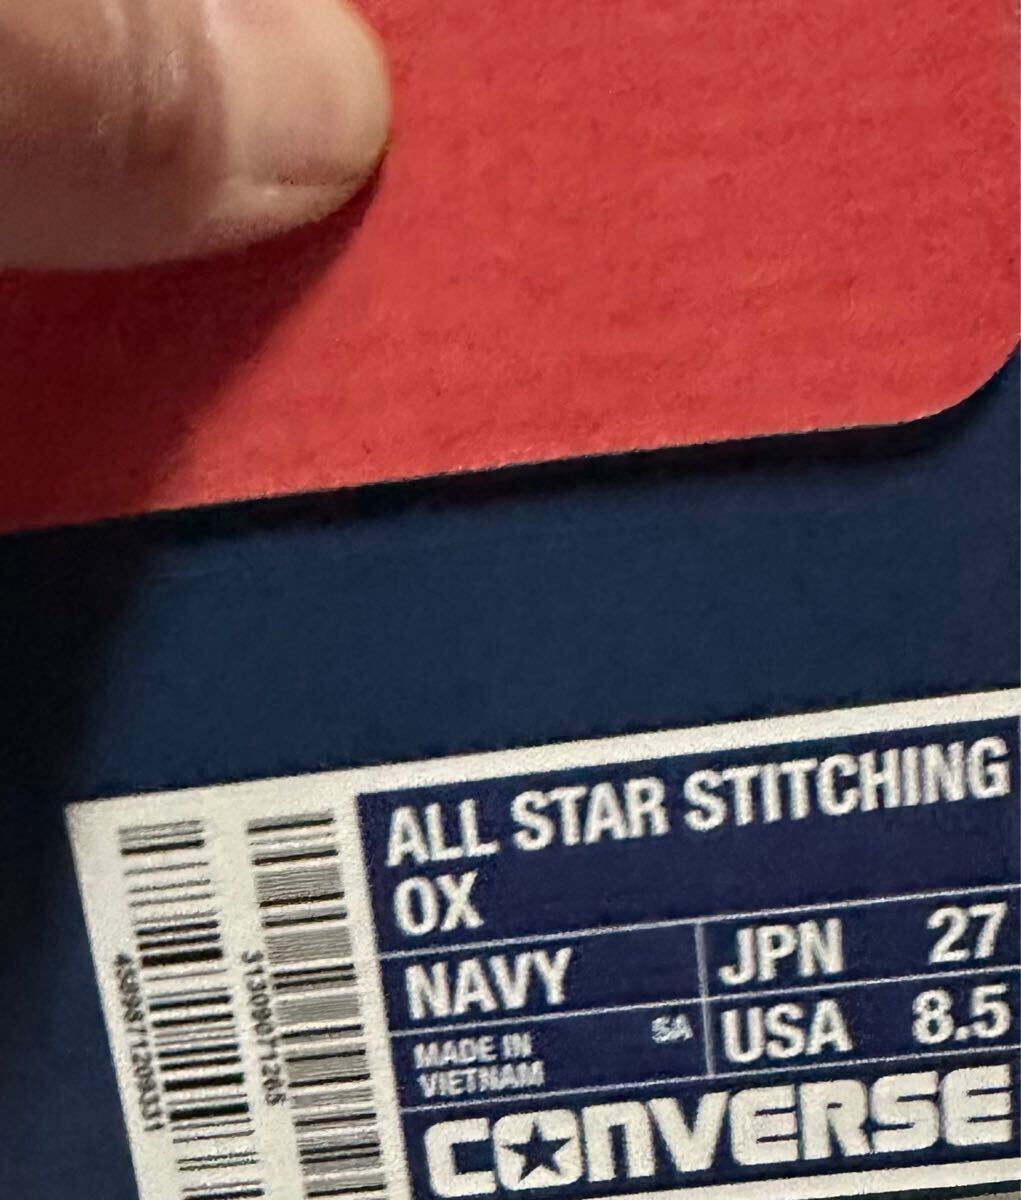 ALL STAR STITCHING
OX
NAVY
JPN 27
MADE IN
VIETNAM
5A
USA 8.5
CONVERSE
31309071265